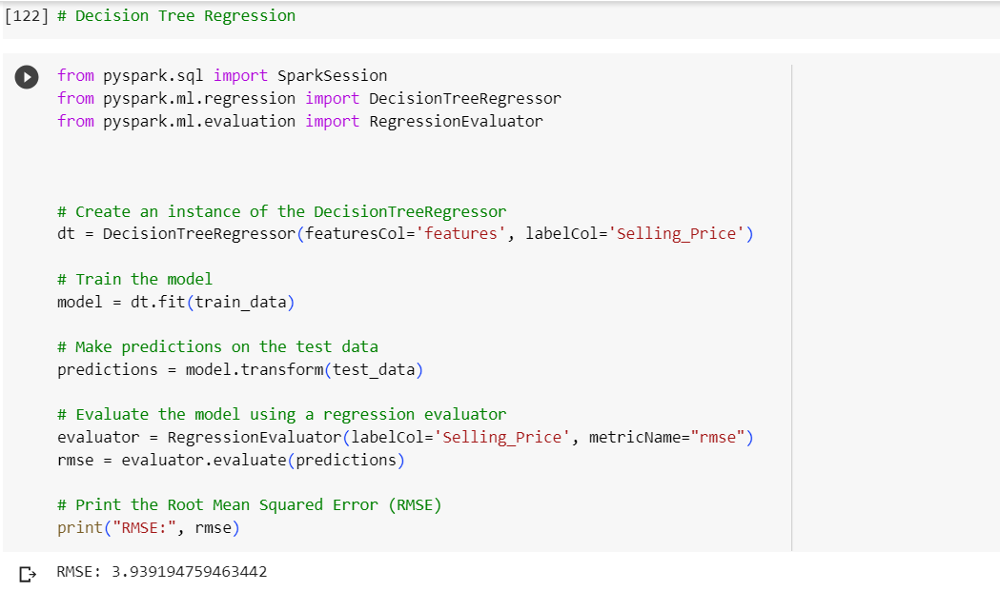 [122] # Decision Tree Regression
from pyspark.sql import SparkSession
from pyspark.ml.regression import DecisionTreeRegressor
from pyspark.ml.evaluation import RegressionEvaluator
# Create an instance of the DecisionTreeRegressor
dt = DecisionTreeRegressor(featuresCol='features', labelCol='Selling_Price')
# Train the model
model = dt.fit(train_data)
# Make predictions on the test data
predictions = model.transform(test_data)
# Evaluate the model using a regression evaluator
evaluator = RegressionEvaluator(labelCol='Selling_Price', metricName="rmse")
rmse = evaluator.evaluate(predictions)
# Print the Root Mean Squared Error (RMSE)
print("RMSE:", rmse)
RMSE: 3.939194759463442